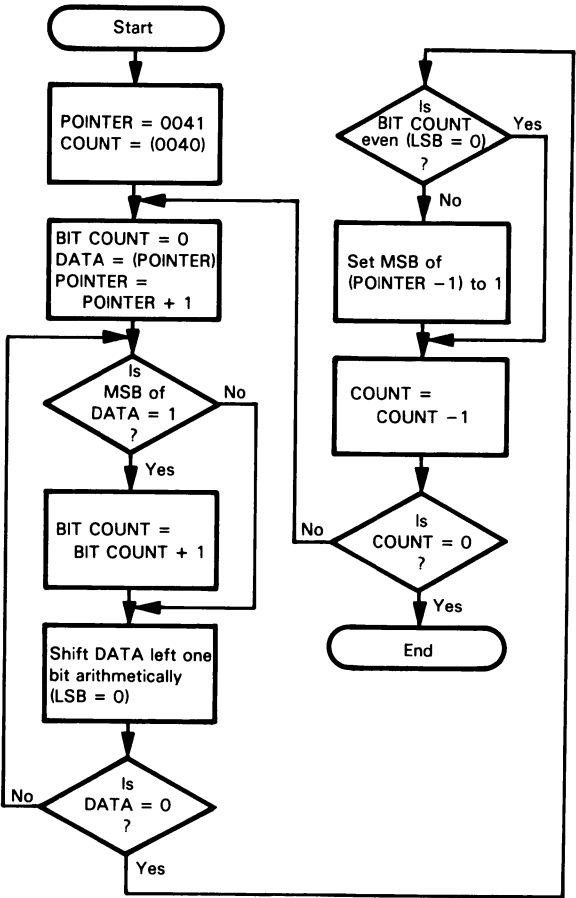 Start
POINTER = 0041
COUNT = (0040)
BIT COUNT = 0
DATA = (POINTER)
POINTER =
POINTER + 1
Is
MSB of
DATA = 1
?
No
Yes
BIT COUNT =
BIT COUNT + 1
Shift DATA left one
bit arithmetically
(LSB = 0)
Is
DATA = 0
?
No
Yes
Is
BIT COUNT
even (LSB = 0)
?
Yes
No
Set MSB of
(POINTER −1) to 1
COUNT =
COUNT −1
Is
COUNT = 0
?
No
Yes
End